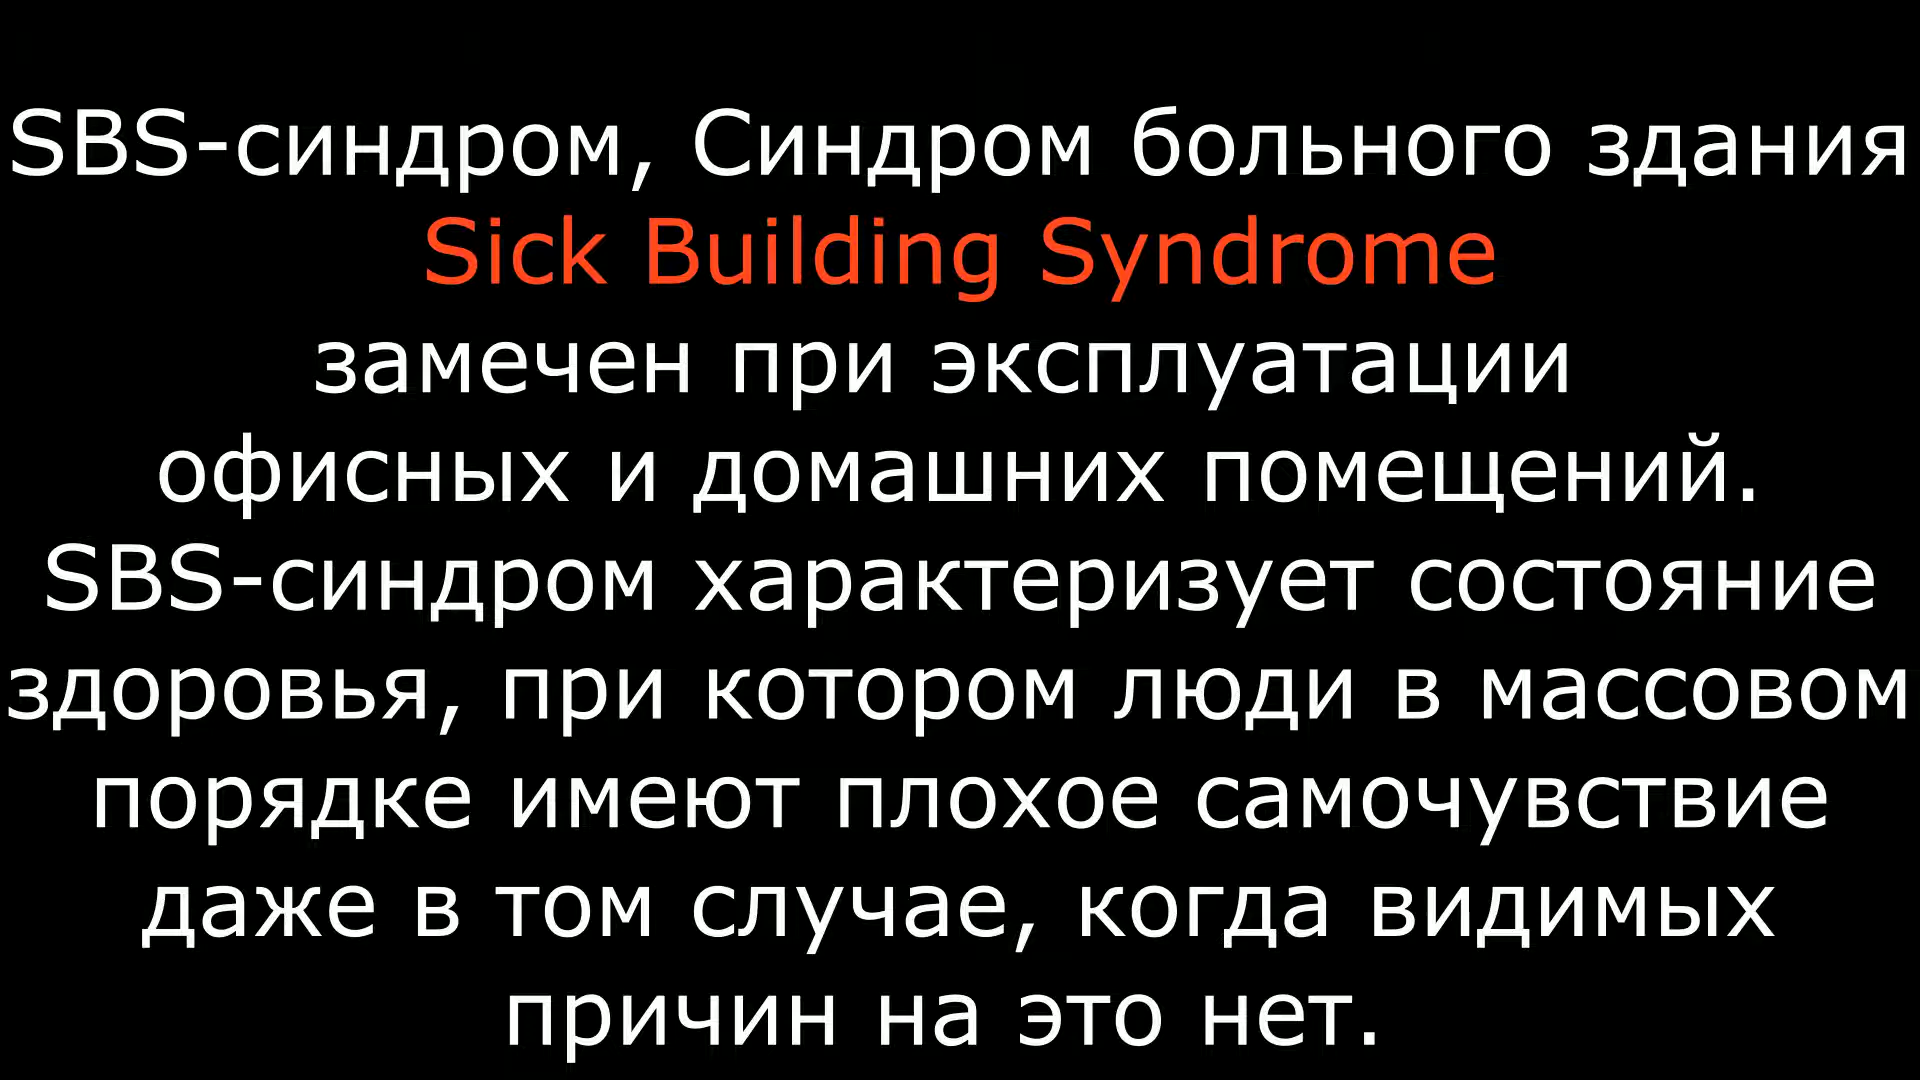 SBS-синдром, Синдром больного здания
Sick Building Syndrome
замечен при эксплуатации
офисных и домашних помещений.
SBS-синдром характеризует состояние
здоровья, при котором люди в массовом
порядке имеют плохое самочувствие
даже в том случае, когда видимых
причин на это нет.